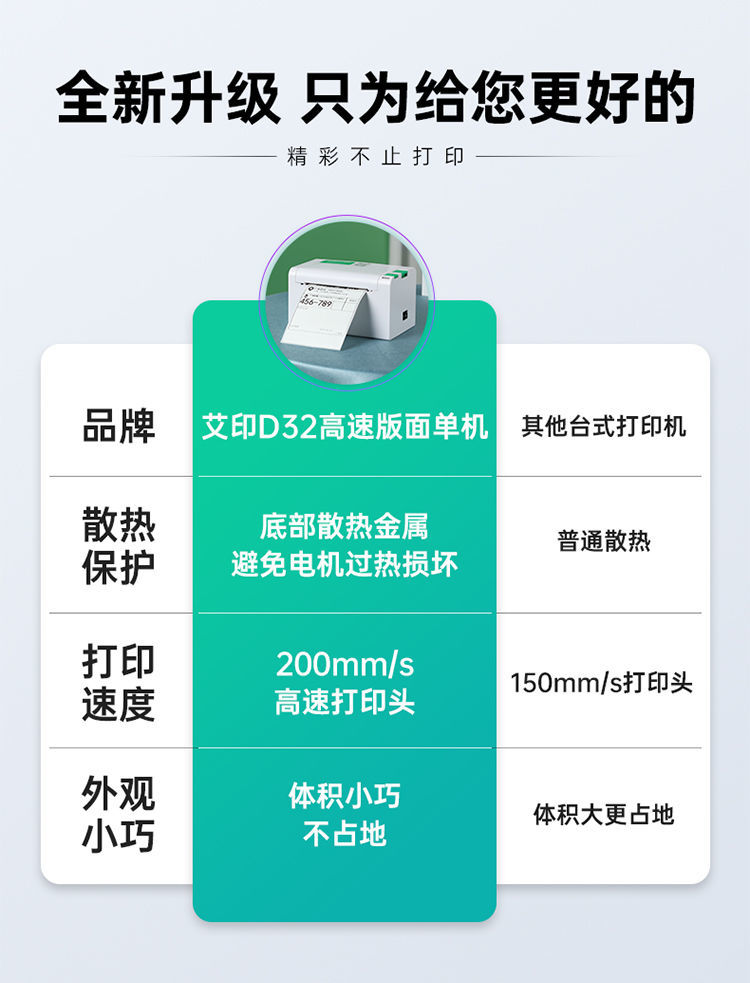 全新升级 只为给您更好的
精彩不止打印
456-789
品牌
艾印D32高速版面单机
其他台式打印机
散热
保护
底部散热金属
避免电机过热损坏
普通散热
打印
速度
200mm/s
高速打印头
150mm/s打印头
外观
小巧
体积小巧
不占地
体积大更占地